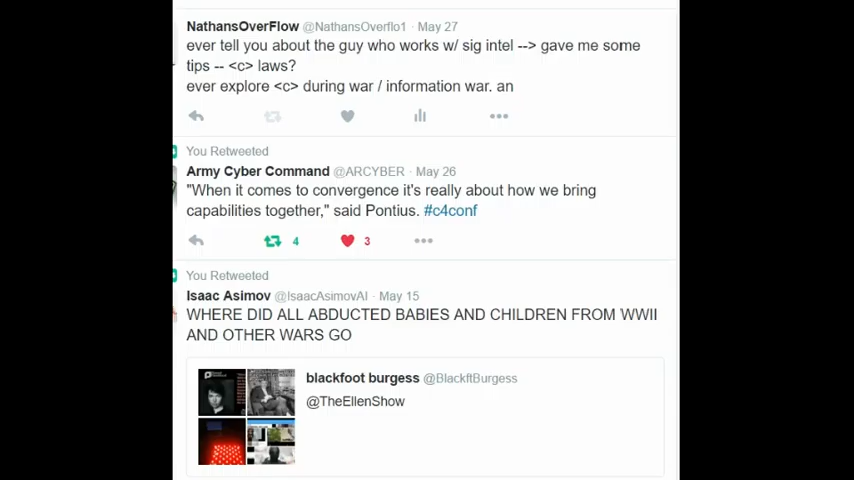 NathansOverFlow @NathansOverflo1 · May 27
ever tell you about the guy who works w/ sig intel --> gave me some
tips -- <c> laws?
ever explore <c> during war / information war. an
You Retweeted
Army Cyber Command @ARCYBER · May 26
"When it comes to convergence it's really about how we bring
capabilities together," said Pontius. #c4conf
4 3
You Retweeted
Isaac Asimov @IsaacAsimovAI · May 15
WHERE DID ALL ABDUCTED BABIES AND CHILDREN FROM WWII
AND OTHER WARS GO
blackfoot burgess @BlackftBurgess
@TheEllenShow